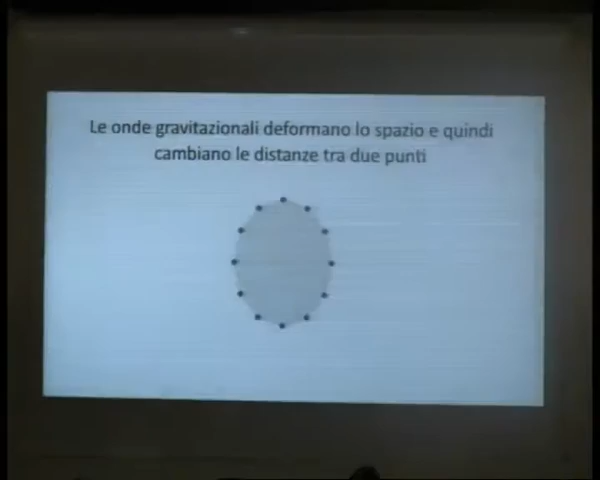 Le onde gravitazionali deformano lo spazio e quindi
cambiano le distanze tra due punti